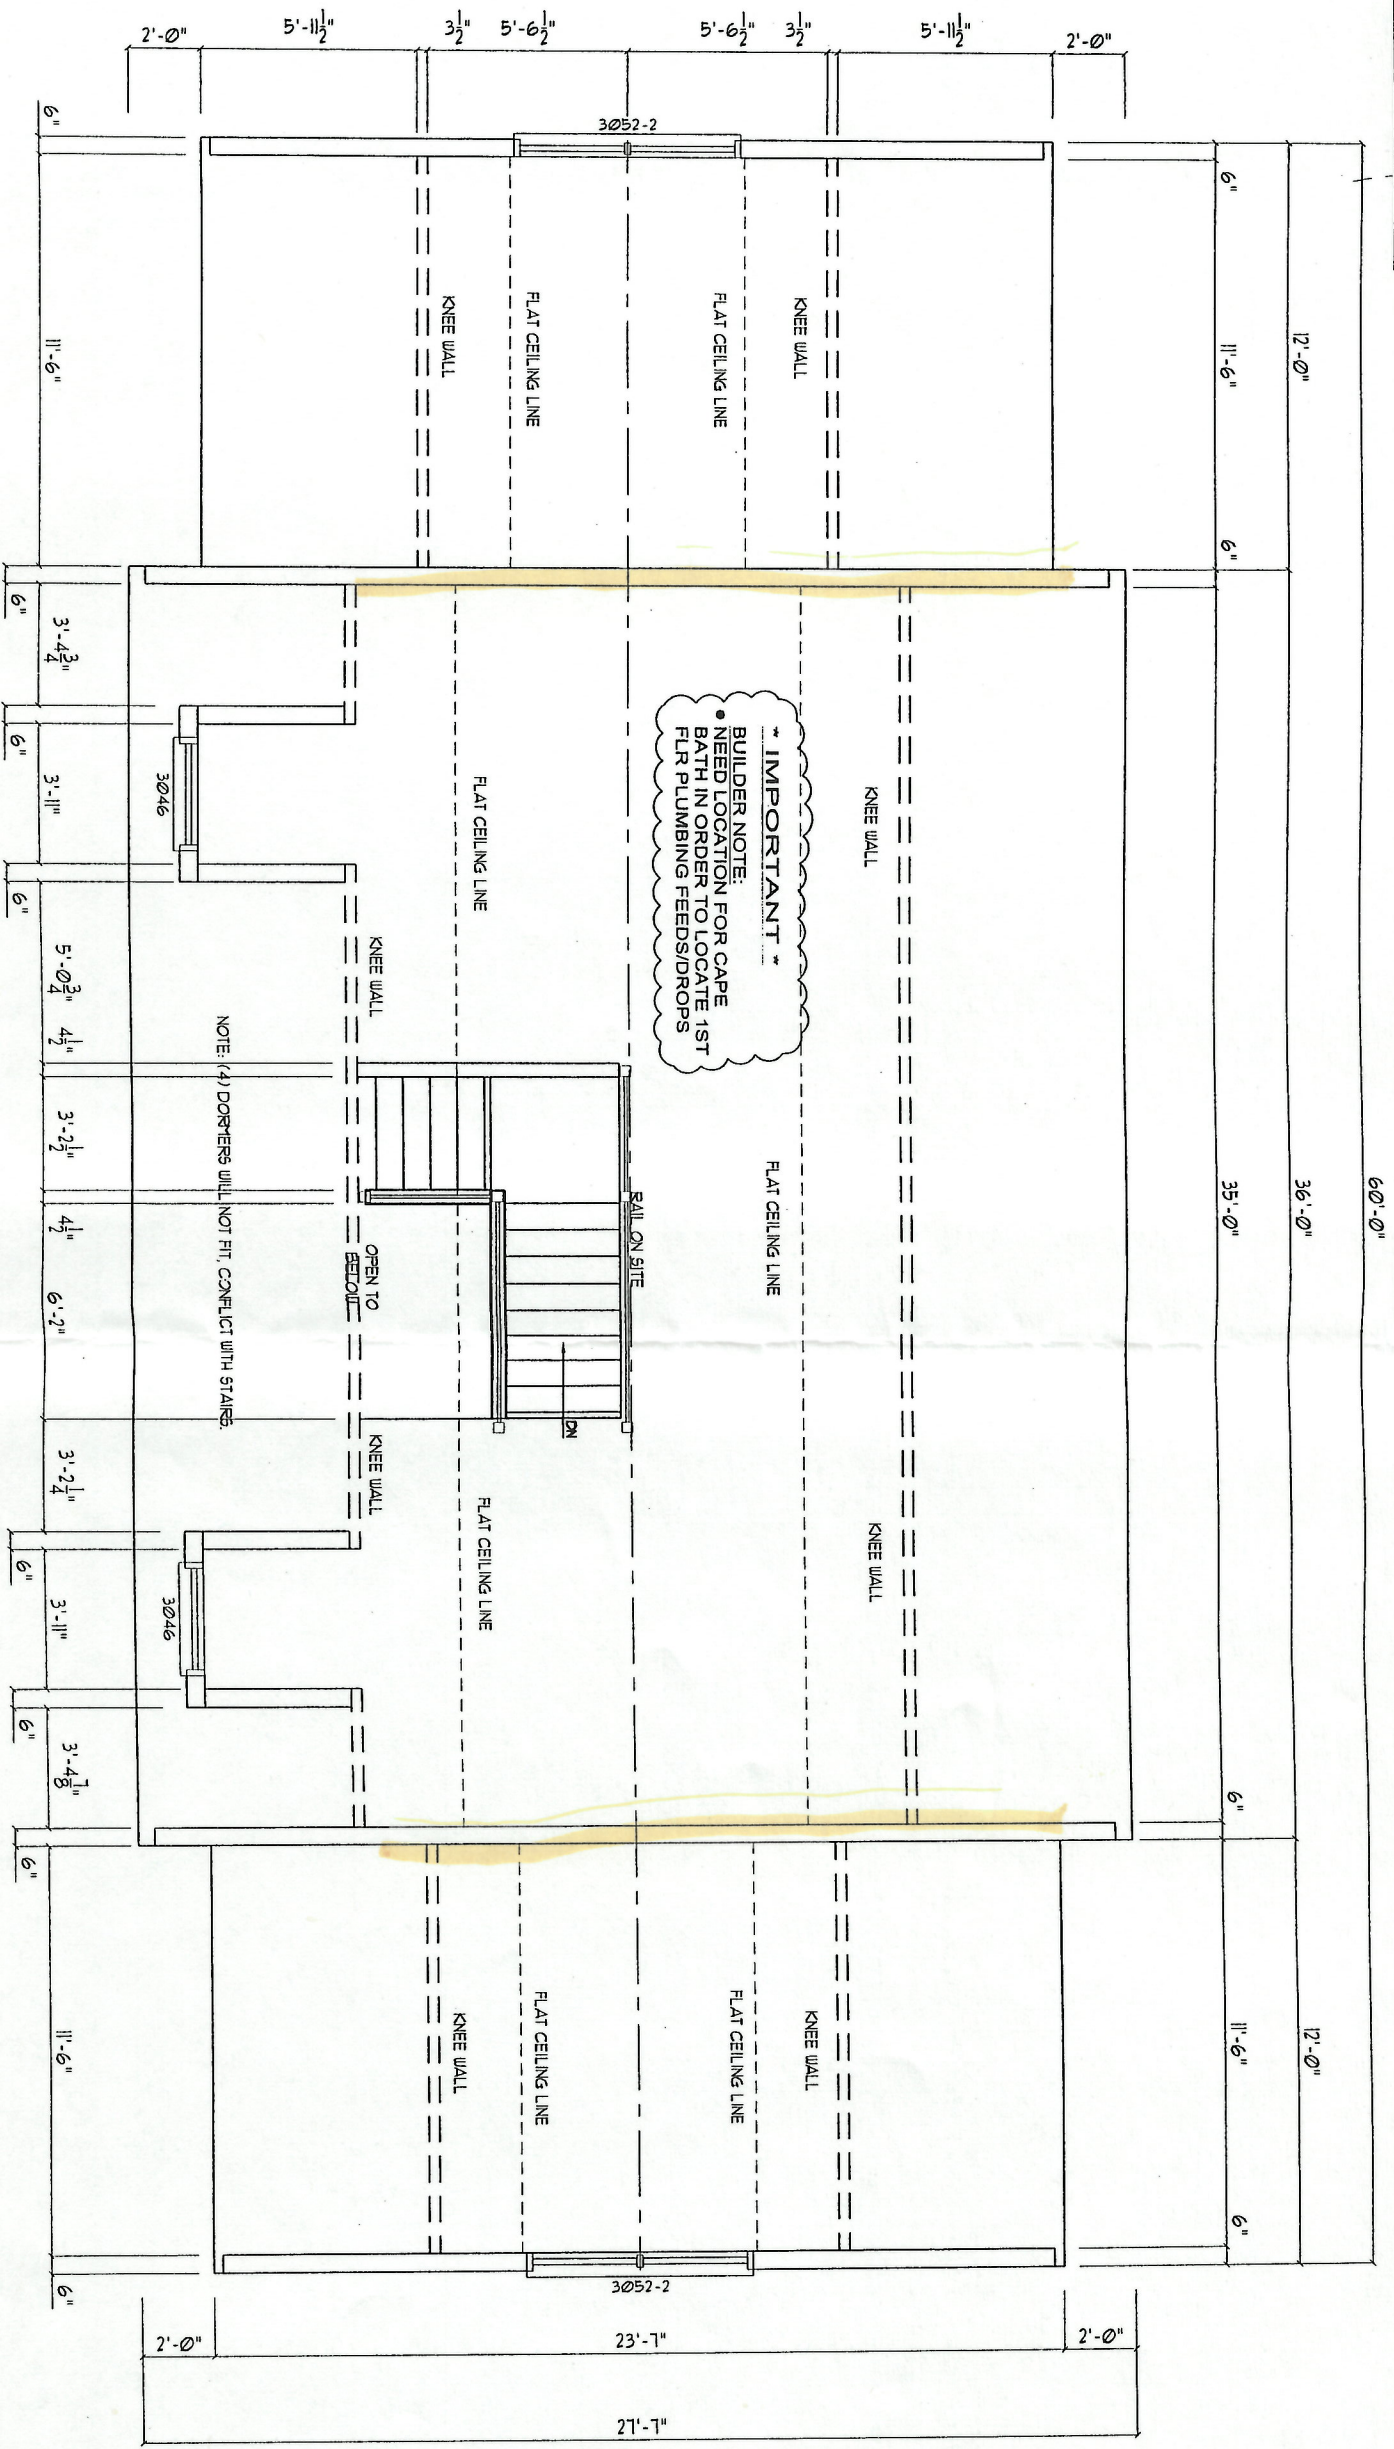 2'-0"
5'-11 1/2"
3 1/2"
5'-6 1/2"
5'-6 1/2"
3 1/2"
5'-11 1/2"
2'-0"
3052-2
60'-0"
12'-0"
36'-0"
12'-0"
6"
11'-6"
6"
35'-0"
6"
11'-6"
6"
KNEE WALL
FLAT CEILING LINE
FLAT CEILING LINE
KNEE WALL
* IMPORTANT *
BUILDER NOTE:
● NEED LOCATION FOR CAPE
BATH IN ORDER TO LOCATE 1ST
FLR PLUMBING FEEDS/DROPS
KNEE WALL
KNEE WALL
FLAT CEILING LINE
RAIL ON SITE
DN
FLAT CEILING LINE
FLAT CEILING LINE
KNEE WALL
OPEN TO
BELOW
KNEE WALL
NOTE: (4) DORMERS WILL NOT FIT, CONFLICT WITH STAIRS.
3046
3046
KNEE WALL
FLAT CEILING LINE
FLAT CEILING LINE
KNEE WALL
6"
11'-6"
6"
3'-4 3/4"
6"
3'-11"
6"
5'-0 3/4"
4 1/2"
3'-2 1/2"
4 1/2"
6'-2"
3'-2 1/4"
6"
3'-11"
6"
3'-4 7/8"
6"
11'-6"
6"
3052-2
2'-0"
23'-7"
2'-0"
27'-7"